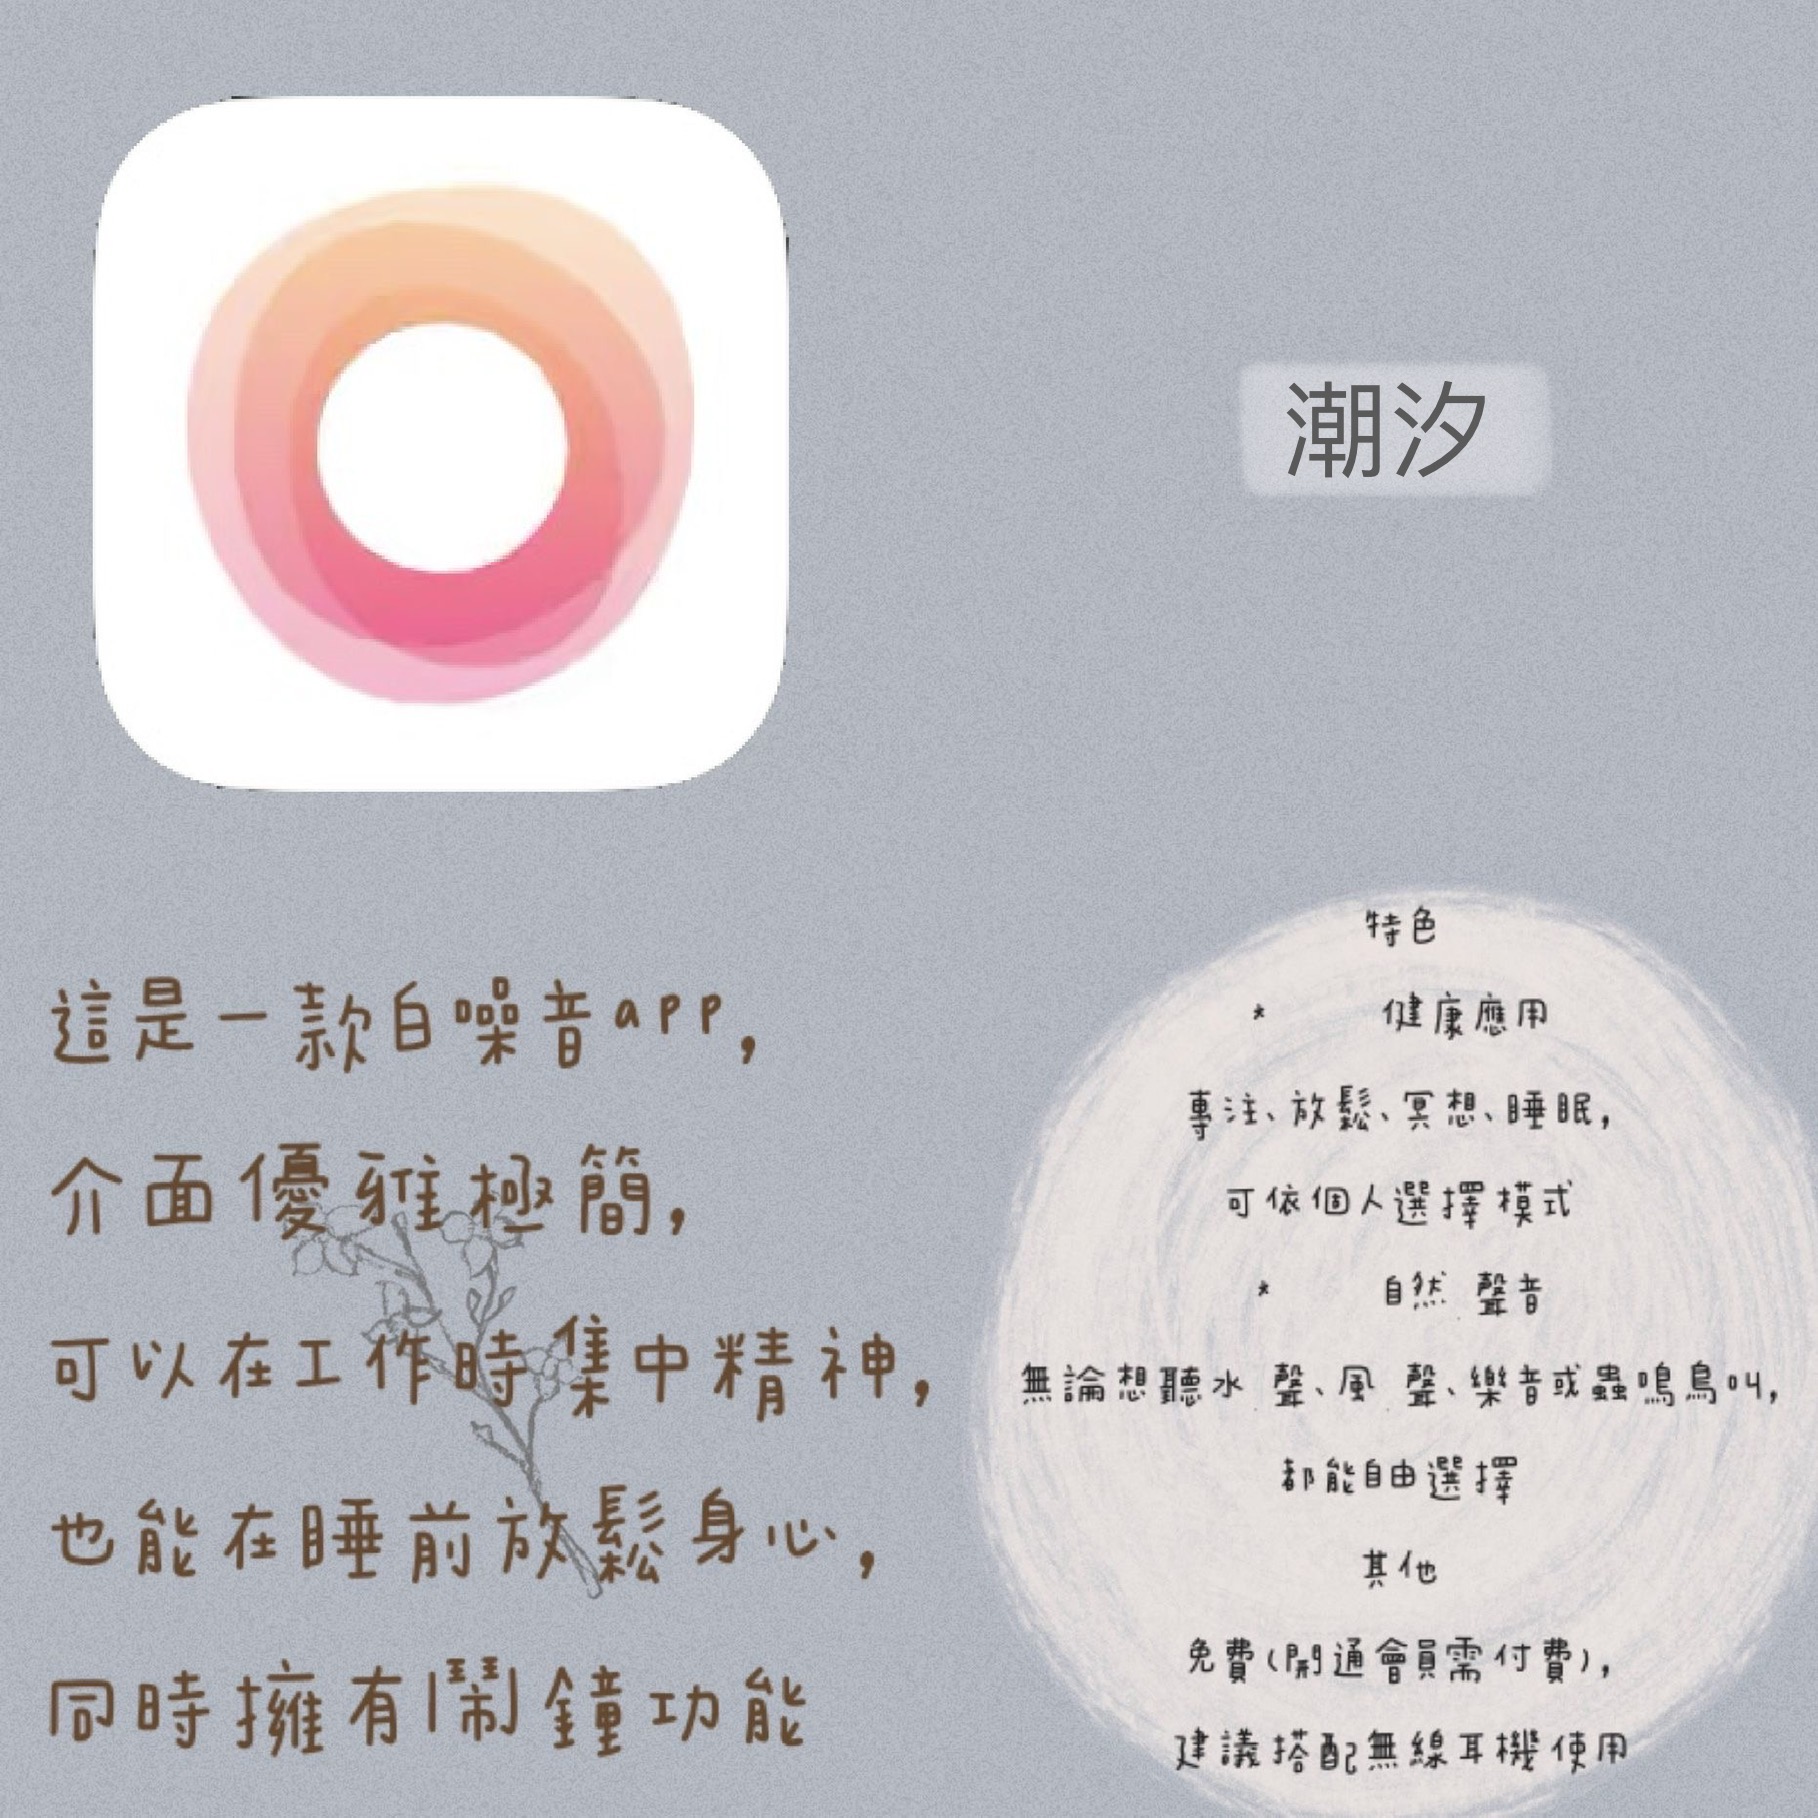 潮汐
這是一款白噪音app，
介面優雅極簡，
可以在工作時集中精神，
也能在睡前放鬆身心，
同時擁有鬧鐘功能
特色
* 健康應用
專注、放鬆、冥想、睡眠，
可依個人選擇模式
* 自然 聲音
無論想聽水 聲、風 聲、樂音或蟲鳴鳥叫，
都能自由選擇
其他
免費(開通會員需付費)，
建議搭配無線耳機使用